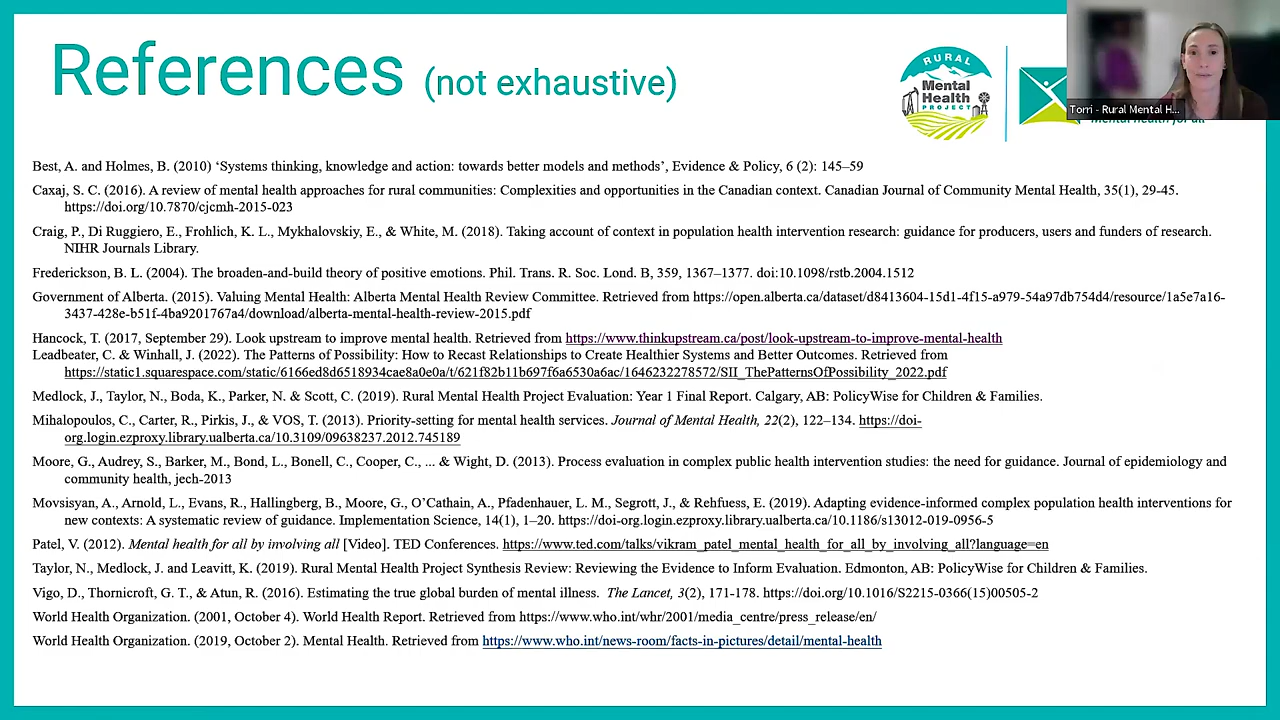 References (not exhaustive)
RURAL
Mental
Health
PROJECT
Torri - Rural Mental H...
Mental health for all
Best, A. and Holmes, B. (2010) ‘Systems thinking, knowledge and action: towards better models and methods’, Evidence & Policy, 6 (2): 145–59
Caxaj, S. C. (2016). A review of mental health approaches for rural communities: Complexities and opportunities in the Canadian context. Canadian Journal of Community Mental Health, 35(1), 29-45.
https://doi.org/10.7870/cjcmh-2015-023
Craig, P., Di Ruggiero, E., Frohlich, K. L., Mykhalovskiy, E., & White, M. (2018). Taking account of context in population health intervention research: guidance for producers, users and funders of research.
NIHR Journals Library.
Frederickson, B. L. (2004). The broaden-and-build theory of positive emotions. Phil. Trans. R. Soc. Lond. B, 359, 1367–1377. doi:10.1098/rstb.2004.1512
Government of Alberta. (2015). Valuing Mental Health: Alberta Mental Health Review Committee. Retrieved from https://open.alberta.ca/dataset/d8413604-15d1-4f15-a979-54a97db754d4/resource/1a5e7a16-
3437-428e-b51f-4ba9201767a4/download/alberta-mental-health-review-2015.pdf
Hancock, T. (2017, September 29). Look upstream to improve mental health. Retrieved from https://www.thinkupstream.ca/post/look-upstream-to-improve-mental-health
Leadbeater, C. & Winhall, J. (2022). The Patterns of Possibility: How to Recast Relationships to Create Healthier Systems and Better Outcomes. Retrieved from
https://static1.squarespace.com/static/6166ed8d6518934cae8a0e0a/t/621f82b11b697f6a6530a6ac/1646232278572/SII_ThePatternsOfPossibility_2022.pdf
Medlock, J., Taylor, N., Boda, K., Parker, N. & Scott, C. (2019). Rural Mental Health Project Evaluation: Year 1 Final Report. Calgary, AB: PolicyWise for Children & Families.
Mihalopoulos, C., Carter, R., Pirkis, J., & VOS, T. (2013). Priority-setting for mental health services. Journal of Mental Health, 22(2), 122–134. https://doi-
org.login.ezproxy.library.ualberta.ca/10.3109/09638237.2012.745189
Moore, G., Audrey, S., Barker, M., Bond, L., Bonell, C., Cooper, C., ... & Wight, D. (2013). Process evaluation in complex public health intervention studies: the need for guidance. Journal of epidemiology and
community health, jech-2013
Movsisyan, A., Arnold, L., Evans, R., Hallingberg, B., Moore, G., O’Cathain, A., Pfadenhauer, L. M., Segrott, J., & Rehfuess, E. (2019). Adapting evidence-informed complex population health interventions for
new contexts: A systematic review of guidance. Implementation Science, 14(1), 1–20. https://doi-org.login.ezproxy.library.ualberta.ca/10.1186/s13012-019-0956-5
Patel, V. (2012). Mental health for all by involving all [Video]. TED Conferences. https://www.ted.com/talks/vikram_patel_mental_health_for_all_by_involving_all?language=en
Taylor, N., Medlock, J. and Leavitt, K. (2019). Rural Mental Health Project Synthesis Review: Reviewing the Evidence to Inform Evaluation. Edmonton, AB: PolicyWise for Children & Families.
Vigo, D., Thornicroft, G. T., & Atun, R. (2016). Estimating the true global burden of mental illness. The Lancet, 3(2), 171-178. https://doi.org/10.1016/S2215-0366(15)00505-2
World Health Organization. (2001, October 4). World Health Report. Retrieved from https://www.who.int/whr/2001/media_centre/press_release/en/
World Health Organization. (2019, October 2). Mental Health. Retrieved from https://www.who.int/news-room/facts-in-pictures/detail/mental-health